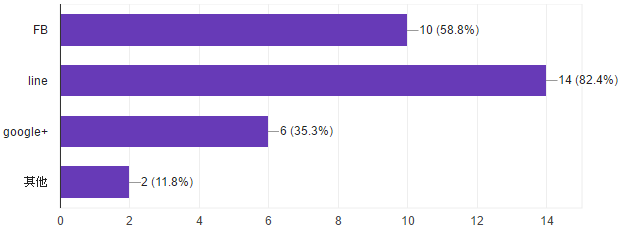 FB
10 (58.8%)
line
14 (82.4%)
google+
6 (35.3%)
其他
2 (11.8%)
0 2 4 6 8 10 12 14